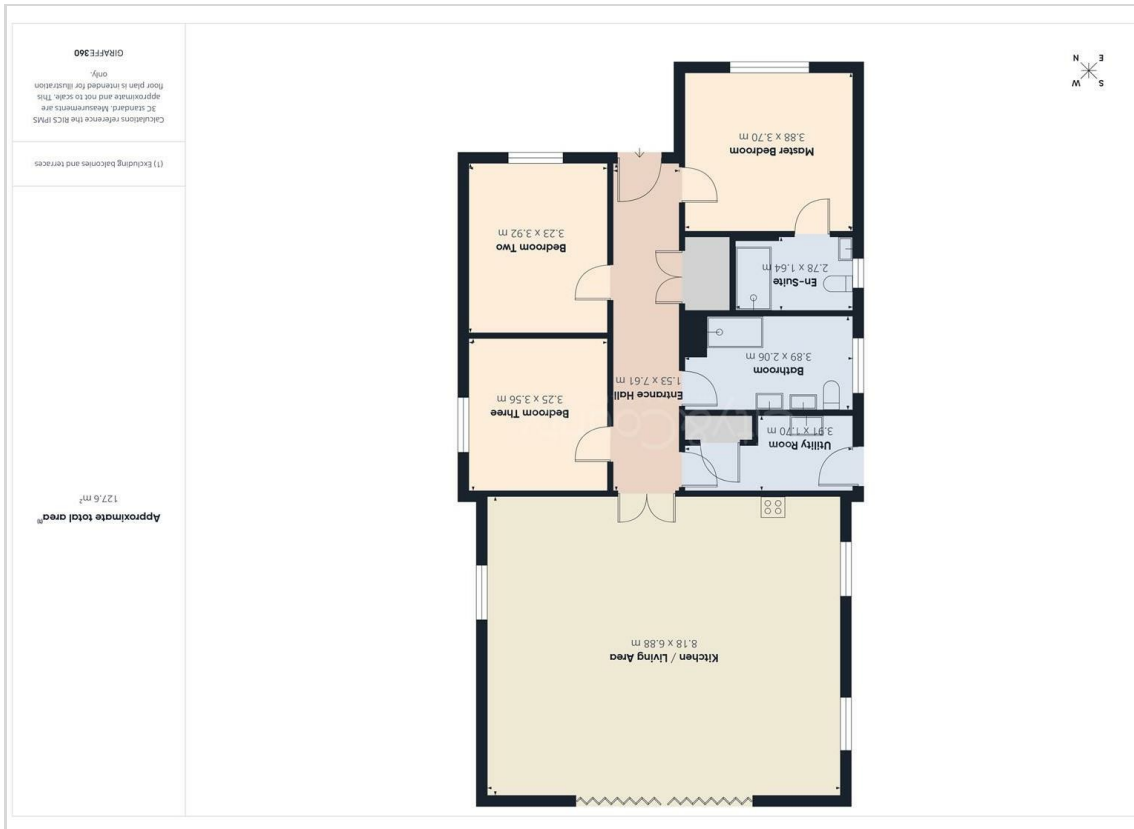 Kitchen / Living Area
8.18 x 6.88 m
Utility Room
3.91 x 1.70 m
Bedroom Three
3.25 x 3.56 m
Entrance Hall
1.53 x 7.61 m
Bathroom
3.89 x 2.06 m
En-Suite
2.78 x 1.64 m
Bedroom Two
3.23 x 3.92 m
Master Bedroom
3.88 x 3.70 m
S W
E N
Approximate total area⁽¹⁾
127.6 m²
(1) Excluding balconies and terraces
Calculations reference the RICS IPMS
3C standard. Measurements are
approximate and not to scale. This
floor plan is intended for illustration
only.
GIRAFFE360